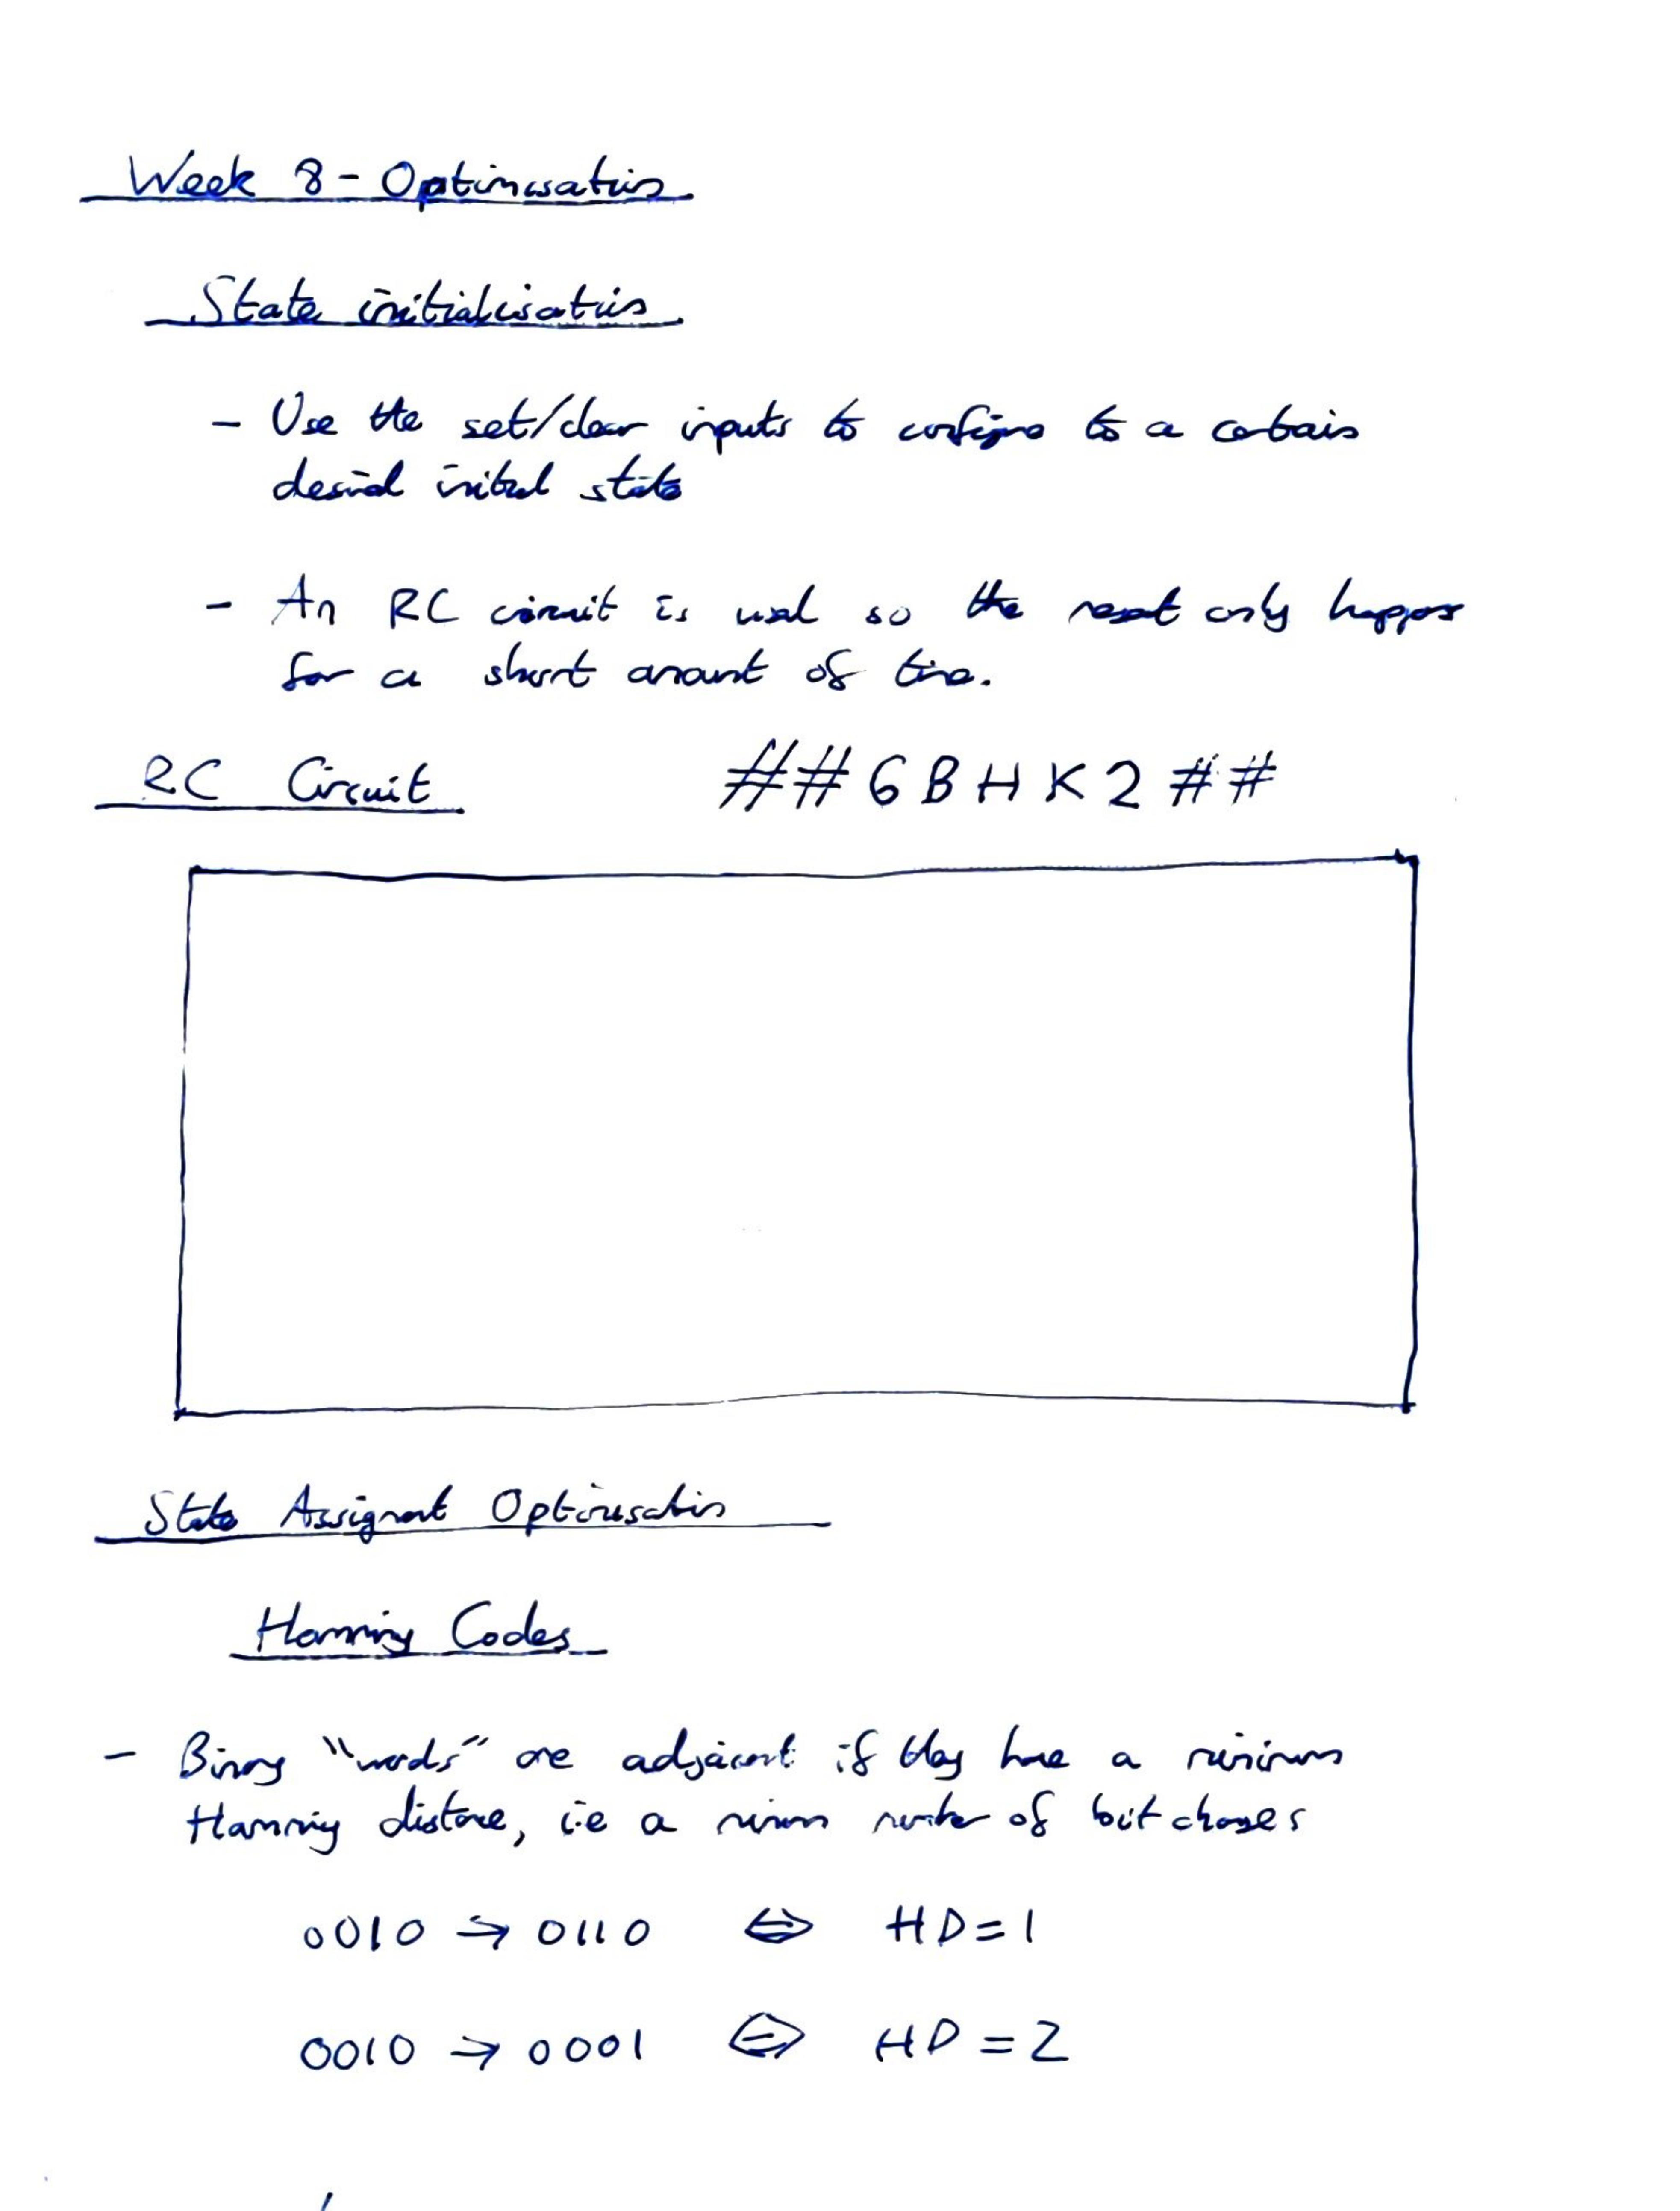 Week 8 - Optimisation
State initialisation
- Use the set/clear inputs to configure to a certain
desired initial state
- An RC circuit is used so the reset only happens
for a short amount of time.
RC Circuit ##6BHK2##
State Assignment Optimisation
Hamming Codes
- Binary "words" are adjacent if they have a minimum
Hamming distance, i.e a minimum number of bit changes
0010 → 0110 ⇔ HD=1
0010 → 0001 ⇔ HD=2